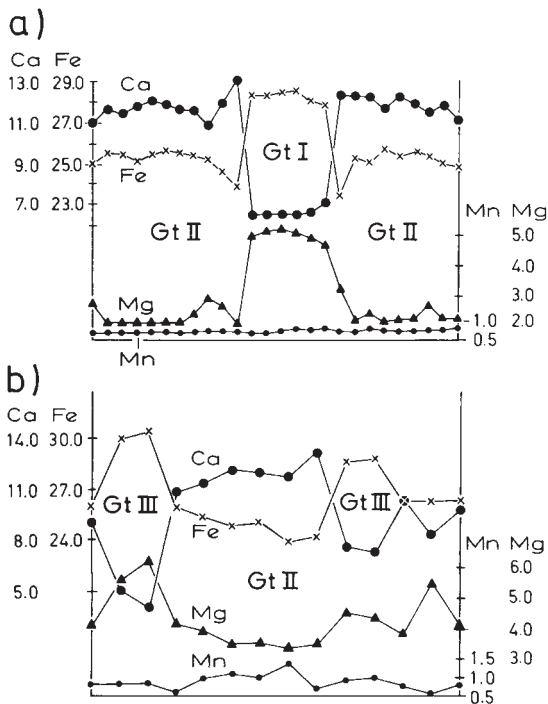 a)
Ca Fe
13.0 29.0
Ca
11.0 27.0
Gt I
9.0 25.0
Fe
7.0 23.0
Mn Mg
Gt II Gt II
5.0
4.0
Mg
3.0
1.0 2.0
0.5
Mn
b)
Ca Fe
14.0 30.0
Ca
11.0 27.0
Gt III Gt III
Fe
8.0 24.0
Mn Mg
Gt II
6.0
5.0
5.0
Mg
4.0
Mn
1.5 3.0
1.0
0.5